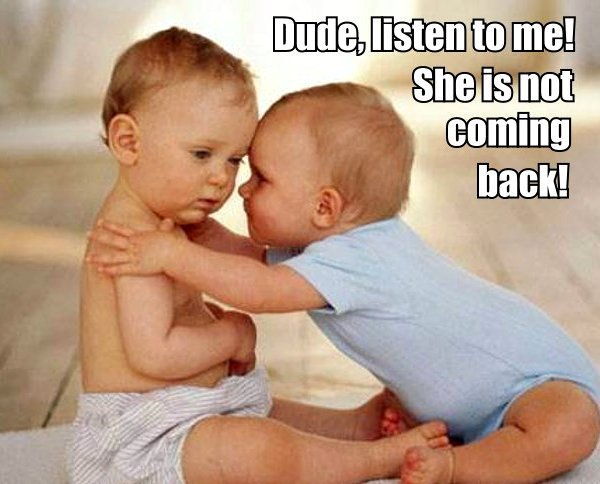 Dude, listen to me!
She is not
coming
back!